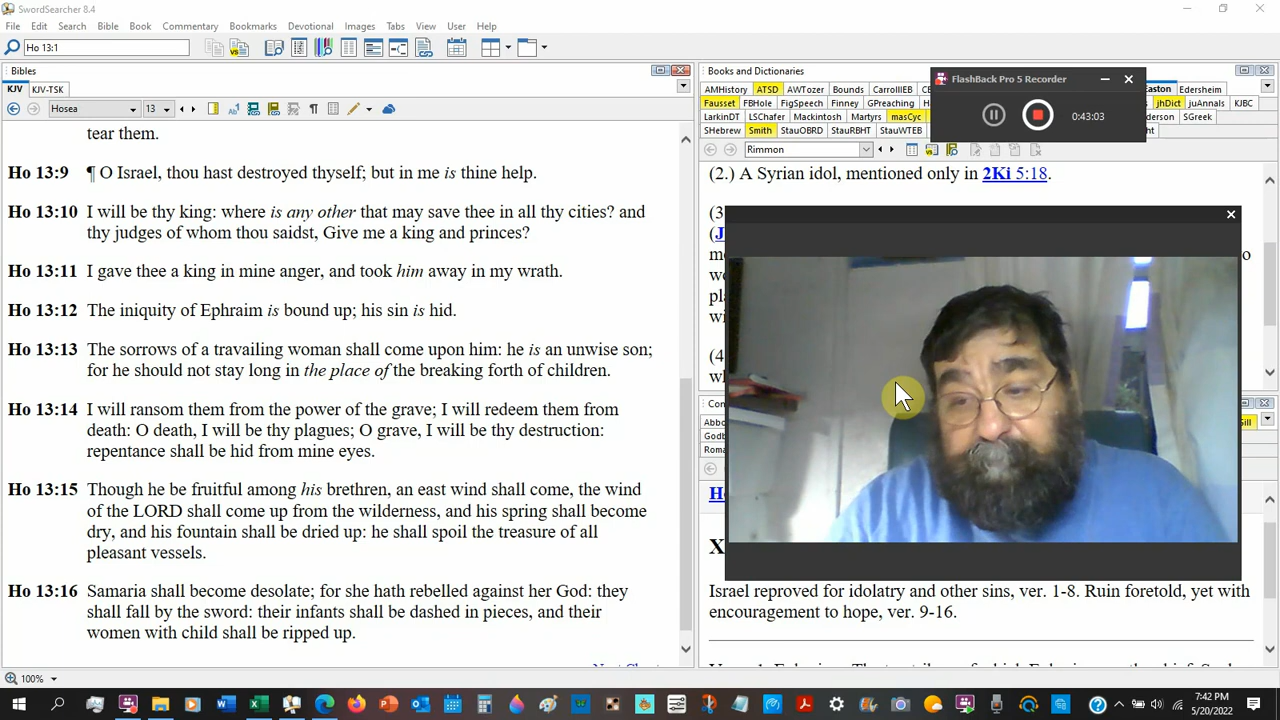 SwordSearcher 8.4
File Edit Search Bible Book Commentary Bookmarks Devotional Images Tabs View User Help
Ho 13:1
Bibles
KJV KJV-TSK
Hosea 13
tear them.
Ho 13:9 ¶ O Israel, thou hast destroyed thyself; but in me is thine help.
Ho 13:10 I will be thy king: where is any other that may save thee in all thy cities? and
thy judges of whom thou saidst, Give me a king and princes?
Ho 13:11 I gave thee a king in mine anger, and took him away in my wrath.
Ho 13:12 The iniquity of Ephraim is bound up; his sin is hid.
Ho 13:13 The sorrows of a travailing woman shall come upon him: he is an unwise son;
for he should not stay long in the place of the breaking forth of children.
Ho 13:14 I will ransom them from the power of the grave; I will redeem them from
death: O death, I will be thy plagues; O grave, I will be thy destruction:
repentance shall be hid from mine eyes.
Ho 13:15 Though he be fruitful among his brethren, an east wind shall come, the wind
of the LORD shall come up from the wilderness, and his spring shall become
dry, and his fountain shall be dried up: he shall spoil the treasure of all
pleasant vessels.
Ho 13:16 Samaria shall become desolate; for she hath rebelled against her God: they
shall fall by the sword: their infants shall be dashed in pieces, and their
women with child shall be ripped up.
100%
Books and Dictionaries
AMHistory ATSD AWTozer Bounds CarrollEB Easton Edersheim
Fausset FBHole FigSpeech Finney GPreaching jhDict juAnnals KJBC
LarkinDT LSChafer Mackintosh Martyrs masCyc SGreek
SHebrew Smith StauOBRD StauRBHT StauWTEB
Rimmon
(2.) A Syrian idol, mentioned only in 2Ki 5:18.
FlashBack Pro 5 Recorder
0:43:03
Israel reproved for idolatry and other sins, ver. 1-8. Ruin foretold, yet with
encouragement to hope, ver. 9-16.
7:42 PM
5/20/2022